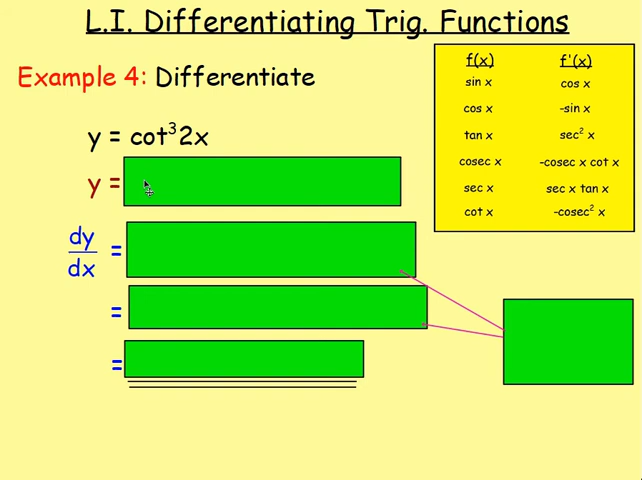 L.I. Differentiating Trig. Functions
Example 4: Differentiate
y = cot³2x
y =
dy/dx =
=
=
f(x) f'(x)
sin x cos x
cos x -sin x
tan x sec² x
cosec x -cosec x cot x
sec x sec x tan x
cot x -cosec² x